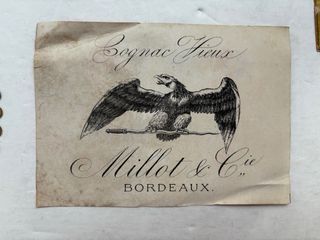 Cognac Vieux
Millot & Cie
BORDEAUX.